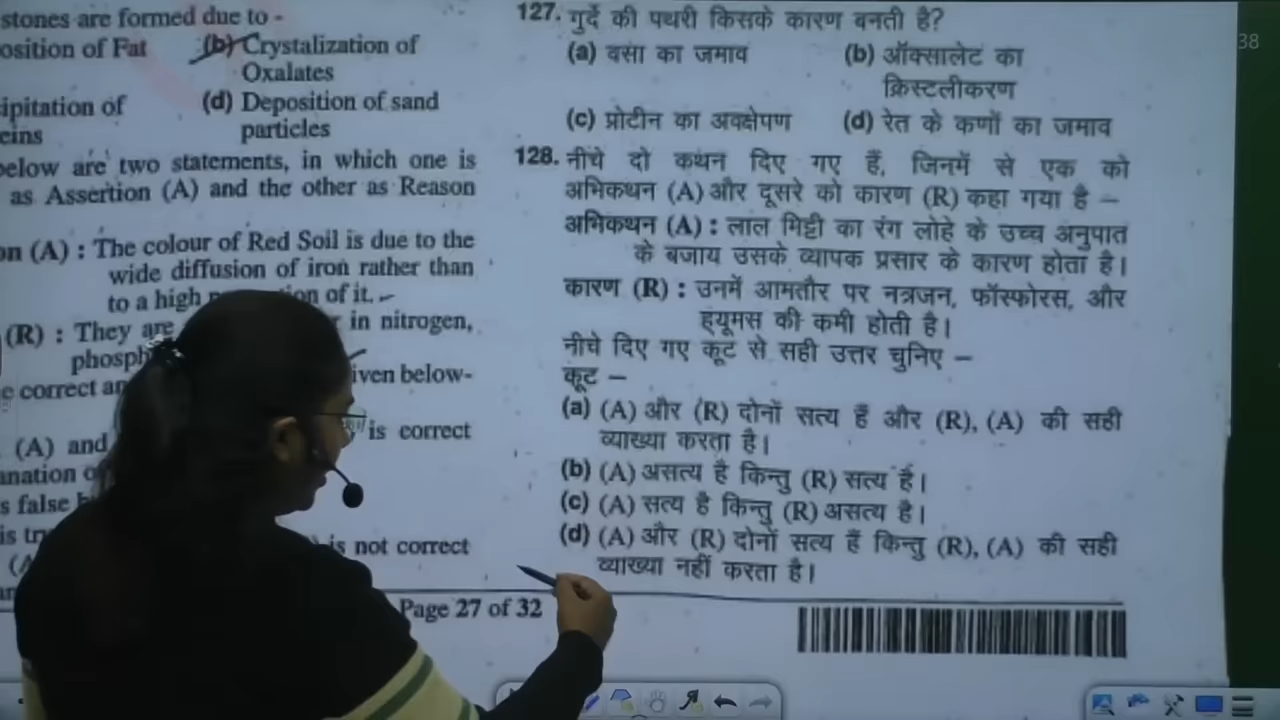 stones are formed due to -
osition of Fat (b) Crystalization of
Oxalates
ipitation of (d) Deposition of sand
eins particles
below are two statements, in which one is
as Assertion (A) and the other as Reason
on (A) : The colour of Red Soil is due to the
wide diffusion of iron rather than
to a high of it.
(R) : They are in nitrogen,
phosph
e correct an iven below-
(A) and is correct
anation o
s false b
is tr is not correct
Page 27 of 32
127. गुर्दे की पथरी किसके कारण बनती है?
(a) वसा का जमाव (b) ऑक्सालेट का
क्रिस्टलीकरण
(c) प्रोटीन का अवक्षेपण (d) रेत के कणों का जमाव
128. नीचे दो कथन दिए गए हैं, जिनमें से एक को
अभिकथन (A) और दूसरे को कारण (R) कहा गया है –
अभिकथन (A) : लाल मिट्टी का रंग लोहे के उच्च अनुपात
के बजाय उसके व्यापक प्रसार के कारण होता है।
कारण (R) : उनमें आमतौर पर नत्रजन, फॉस्फोरस, और
ह्यूमस की कमी होती है।
नीचे दिए गए कूट से सही उत्तर चुनिए –
कूट –
(a) (A) और (R) दोनों सत्य हैं और (R), (A) की सही
व्याख्या करता है।
(b) (A) असत्य है किन्तु (R) सत्य है।
(c) (A) सत्य है किन्तु (R) असत्य है।
(d) (A) और (R) दोनों सत्य हैं किन्तु (R), (A) की सही
व्याख्या नहीं करता है।
38